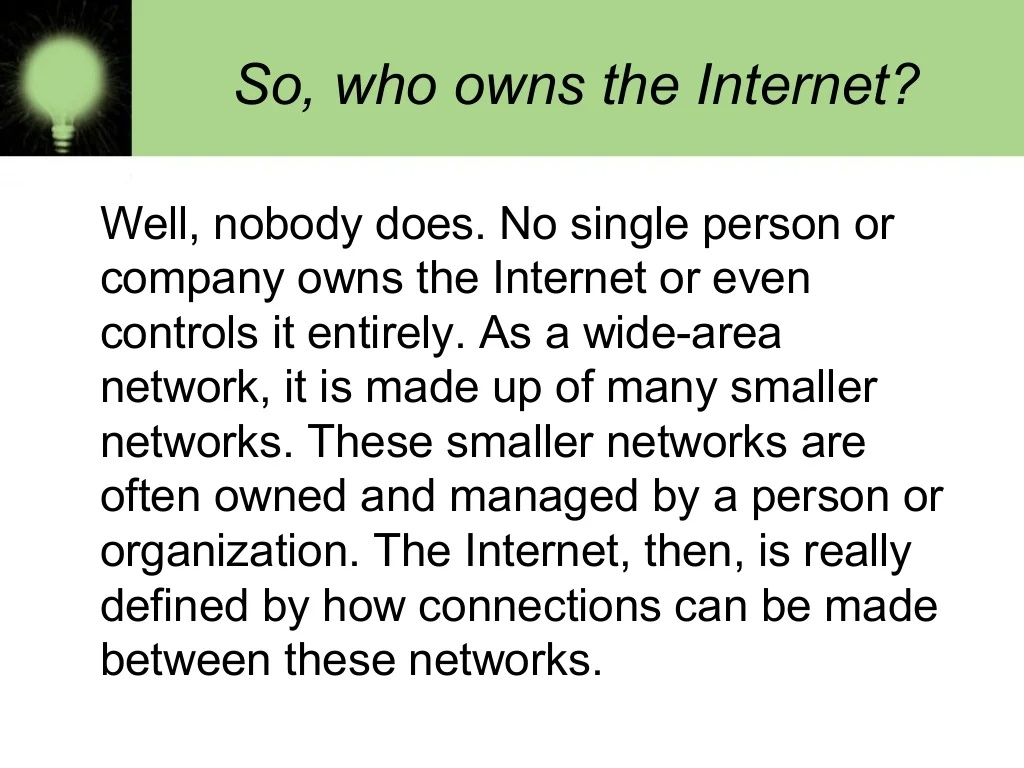 So, who owns the Internet?
Well, nobody does. No single person or
company owns the Internet or even
controls it entirely. As a wide-area
network, it is made up of many smaller
networks. These smaller networks are
often owned and managed by a person or
organization. The Internet, then, is really
defined by how connections can be made
between these networks.